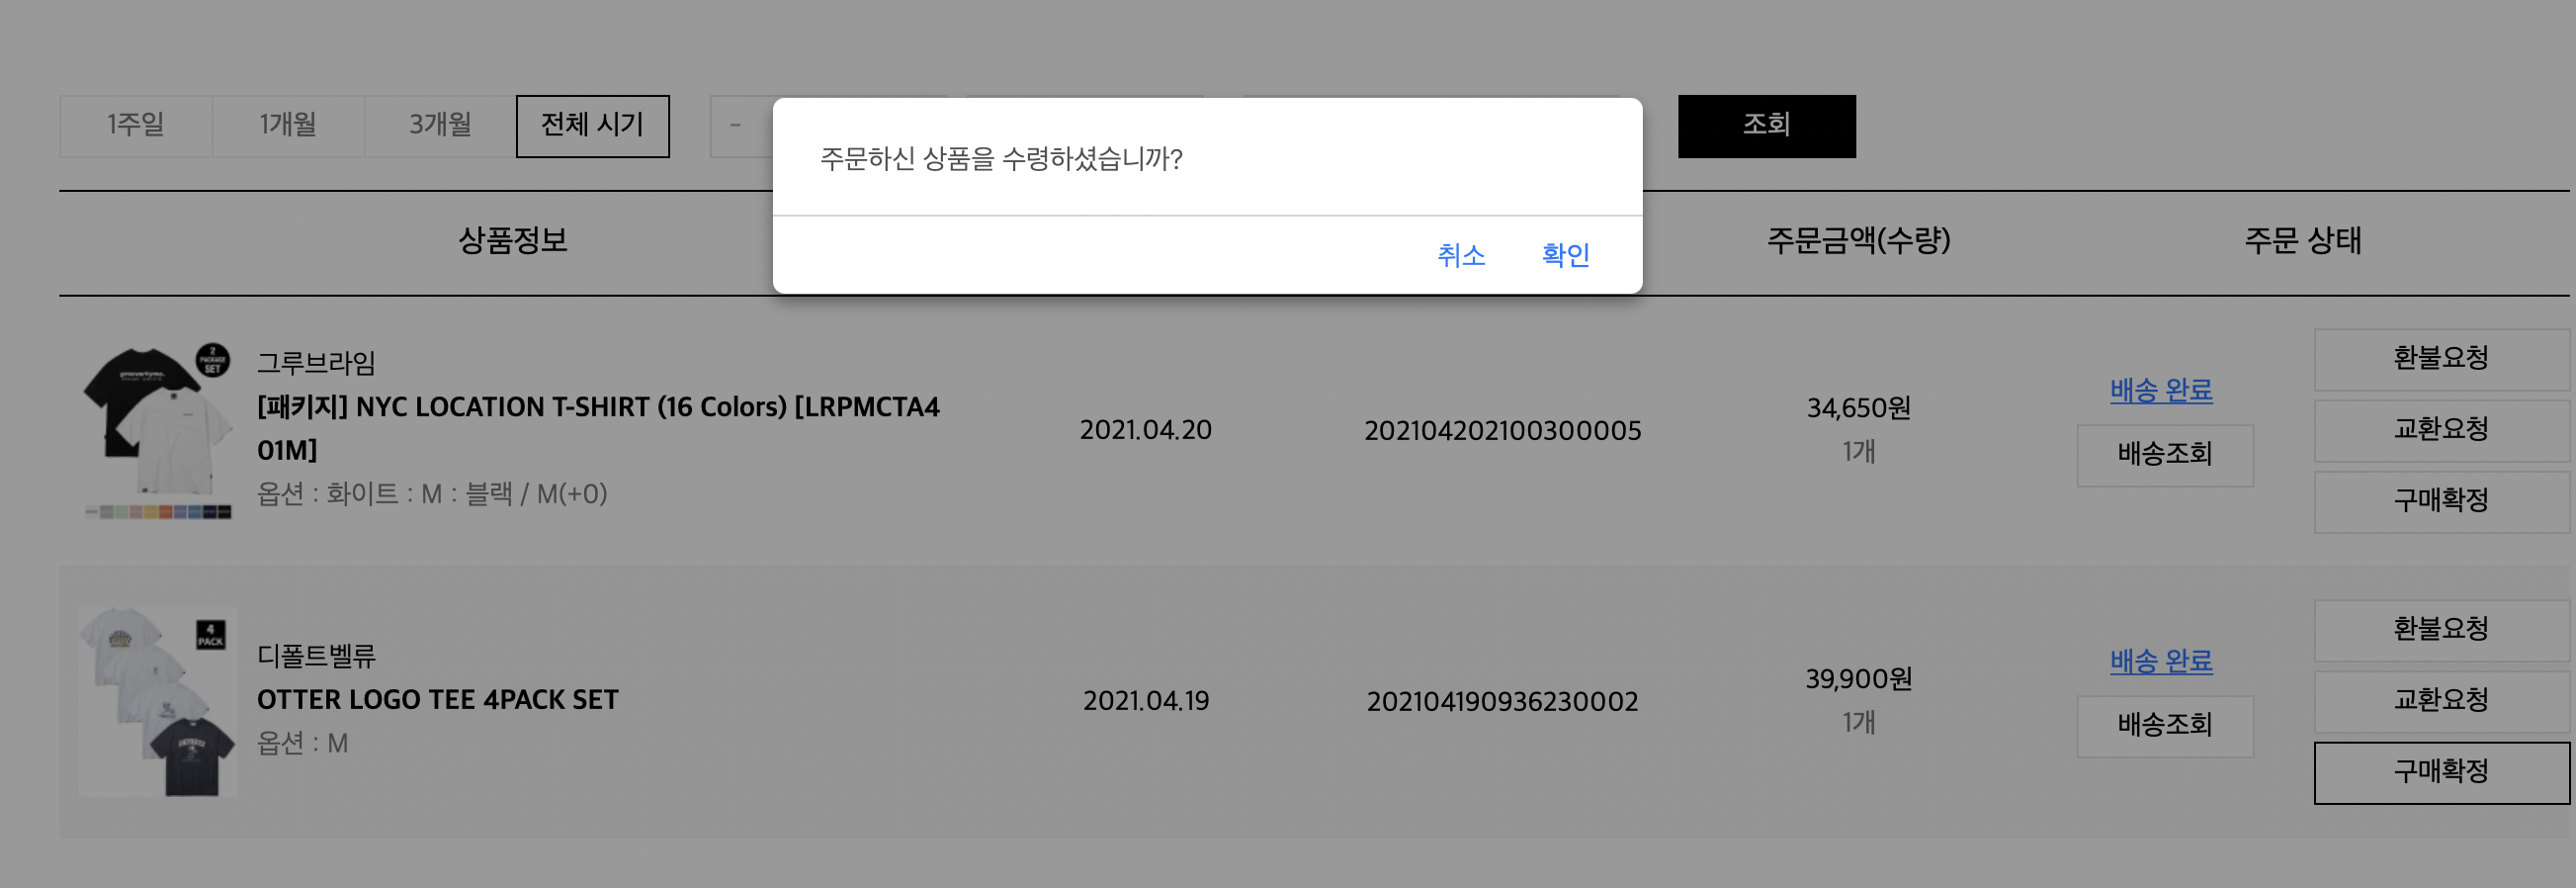 1주일 1개월 3개월 전체 시기 - 조회
주문하신 상품을 수령하셨습니까?
취소 확인
상품정보 주문금액(수량) 주문 상태
2
PACKAGE
SET
그루브라임
[패키지] NYC LOCATION T-SHIRT (16 Colors) [LRPMCTA4
01M]
옵션 : 화이트 : M : 블랙 / M(+0)
2021.04.20
202104202100300005
34,650원
1개
배송 완료
배송조회
환불요청
교환요청
구매확정
4
PACK
디폴트벨류
OTTER LOGO TEE 4PACK SET
옵션 : M
2021.04.19
202104190936230002
39,900원
1개
배송 완료
배송조회
환불요청
교환요청
구매확정